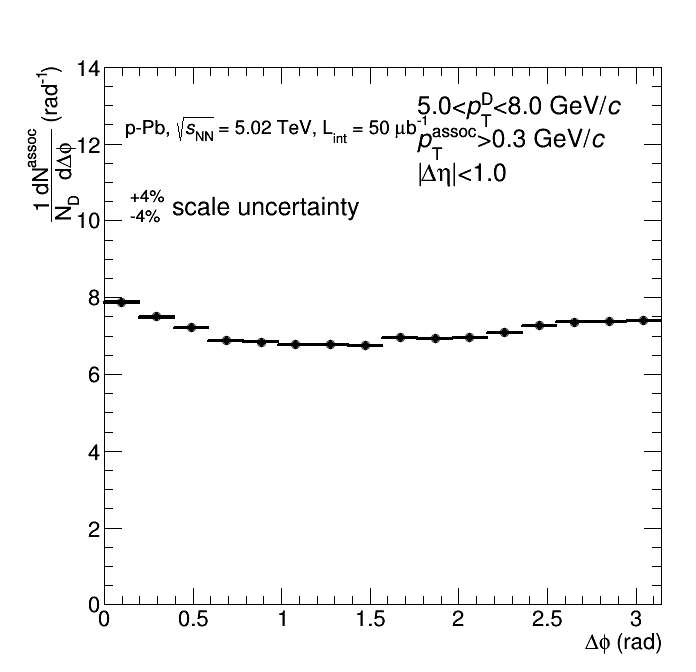 1 dN^assoc
N_D dΔϕ (rad^-1)
14
12
10
8
6
4
2
0
p-Pb, √s_NN = 5.02 TeV, L_int = 50 μb^-1
5.0<p_T^D<8.0 GeV/c
p_T^assoc>0.3 GeV/c
|Δη|<1.0
+4%
-4% scale uncertainty
0 0.5 1 1.5 2 2.5 3
Δϕ (rad)